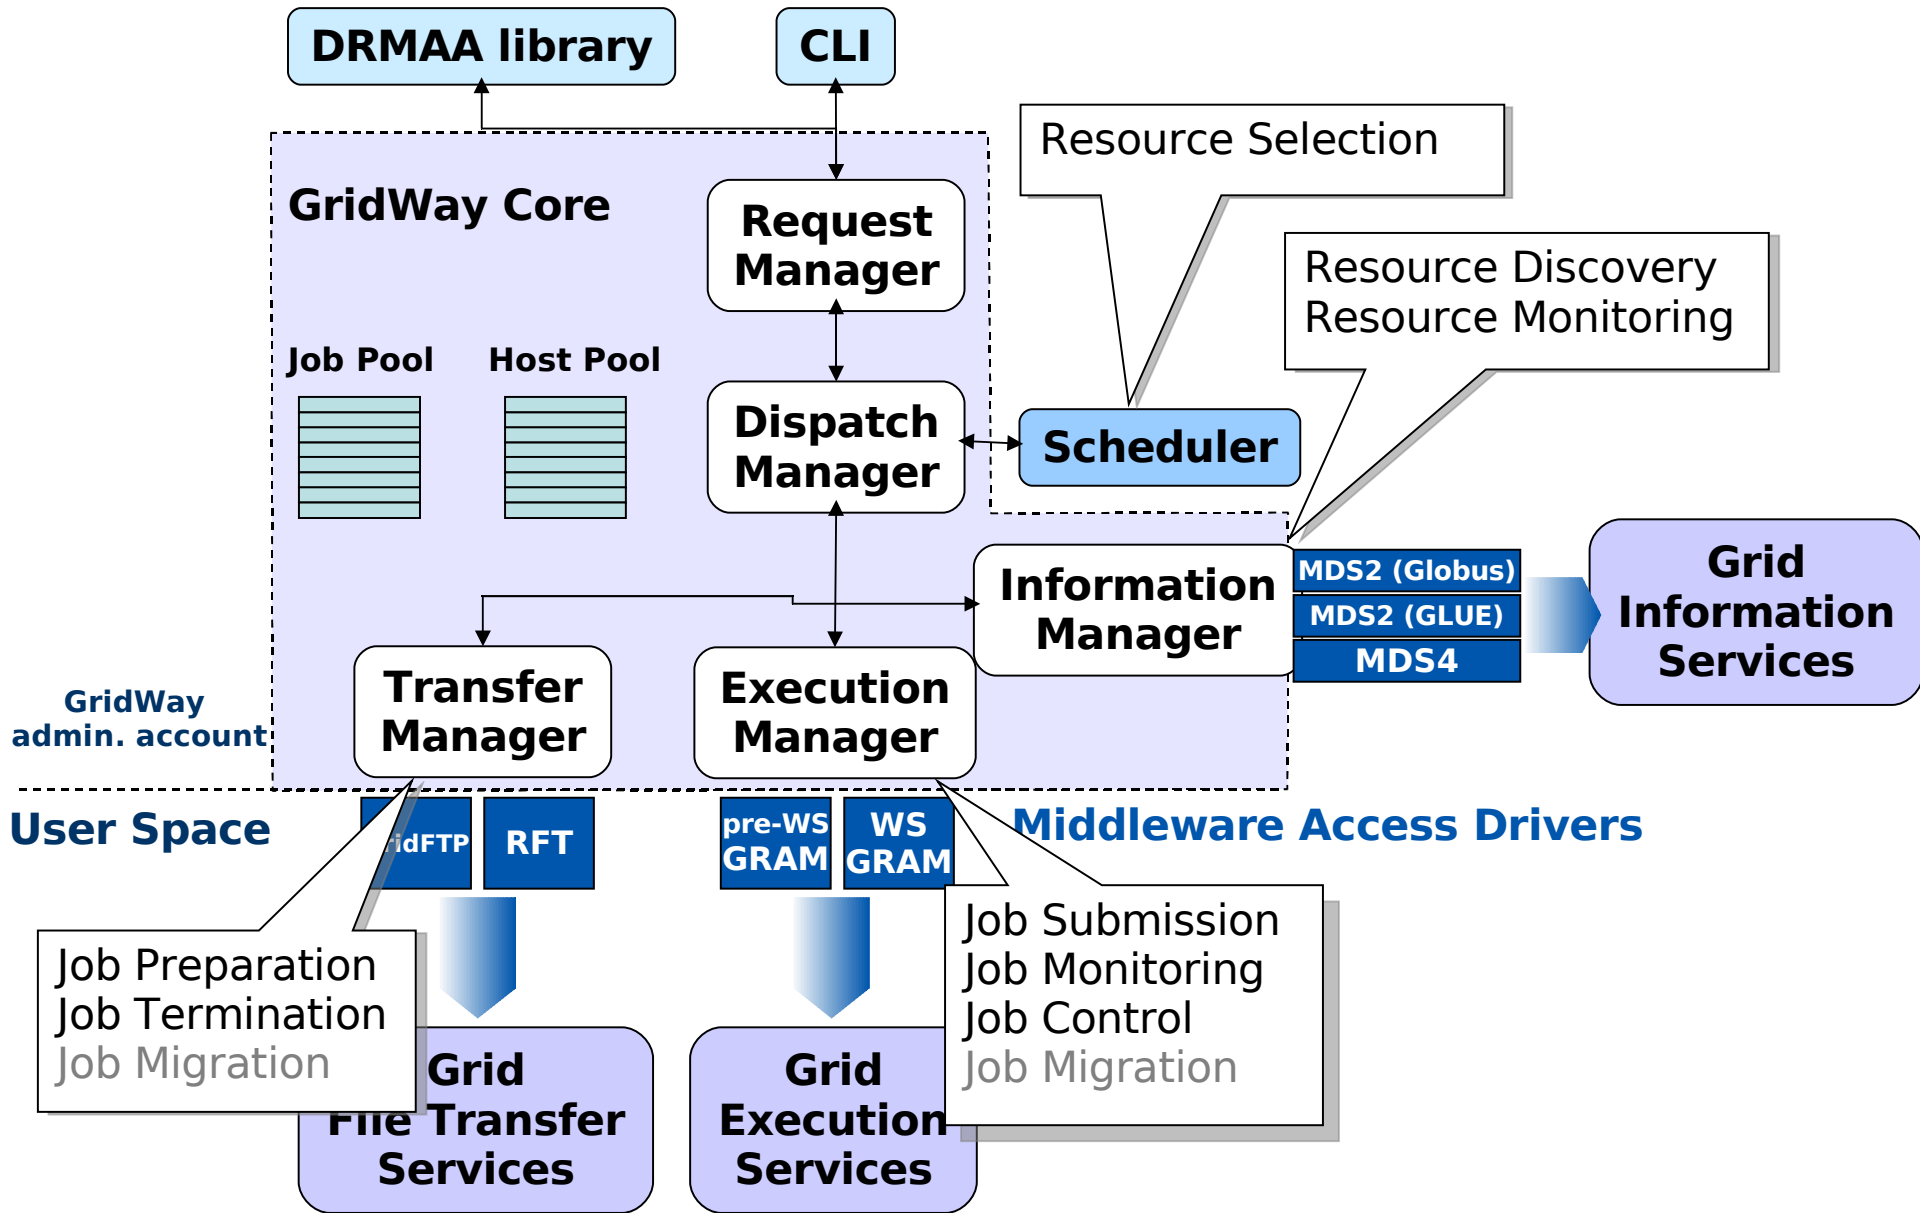 DRMAA library
CLI
Resource Selection
GridWay Core
Request
Manager
Resource Discovery
Resource Monitoring
Job Pool
Host Pool
Dispatch
Manager
Scheduler
Information
Manager
MDS2 (Globus)
MDS2 (GLUE)
MDS4
Grid
Information
Services
Transfer
Manager
Execution
Manager
GridWay
admin. account
User Space
ridFTP
RFT
pre-WS
GRAM
WS
GRAM
Middleware Access Drivers
Job Preparation
Job Termination
Job Migration
Job Submission
Job Monitoring
Job Control
Job Migration
Grid
File Transfer
Services
Grid
Execution
Services